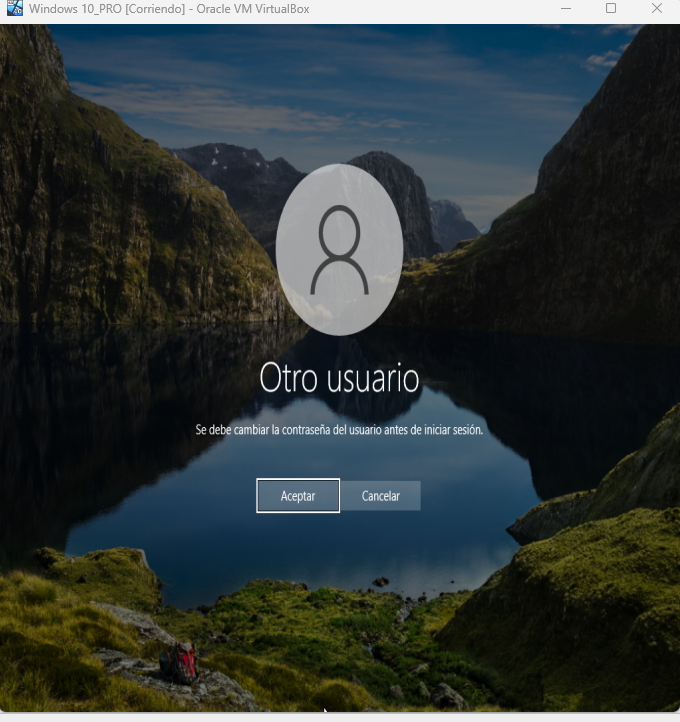 Windows 10_PRO [Corriendo] - Oracle VM VirtualBox
Otro usuario
Se debe cambiar la contraseña del usuario antes de iniciar sesión.
Aceptar Cancelar